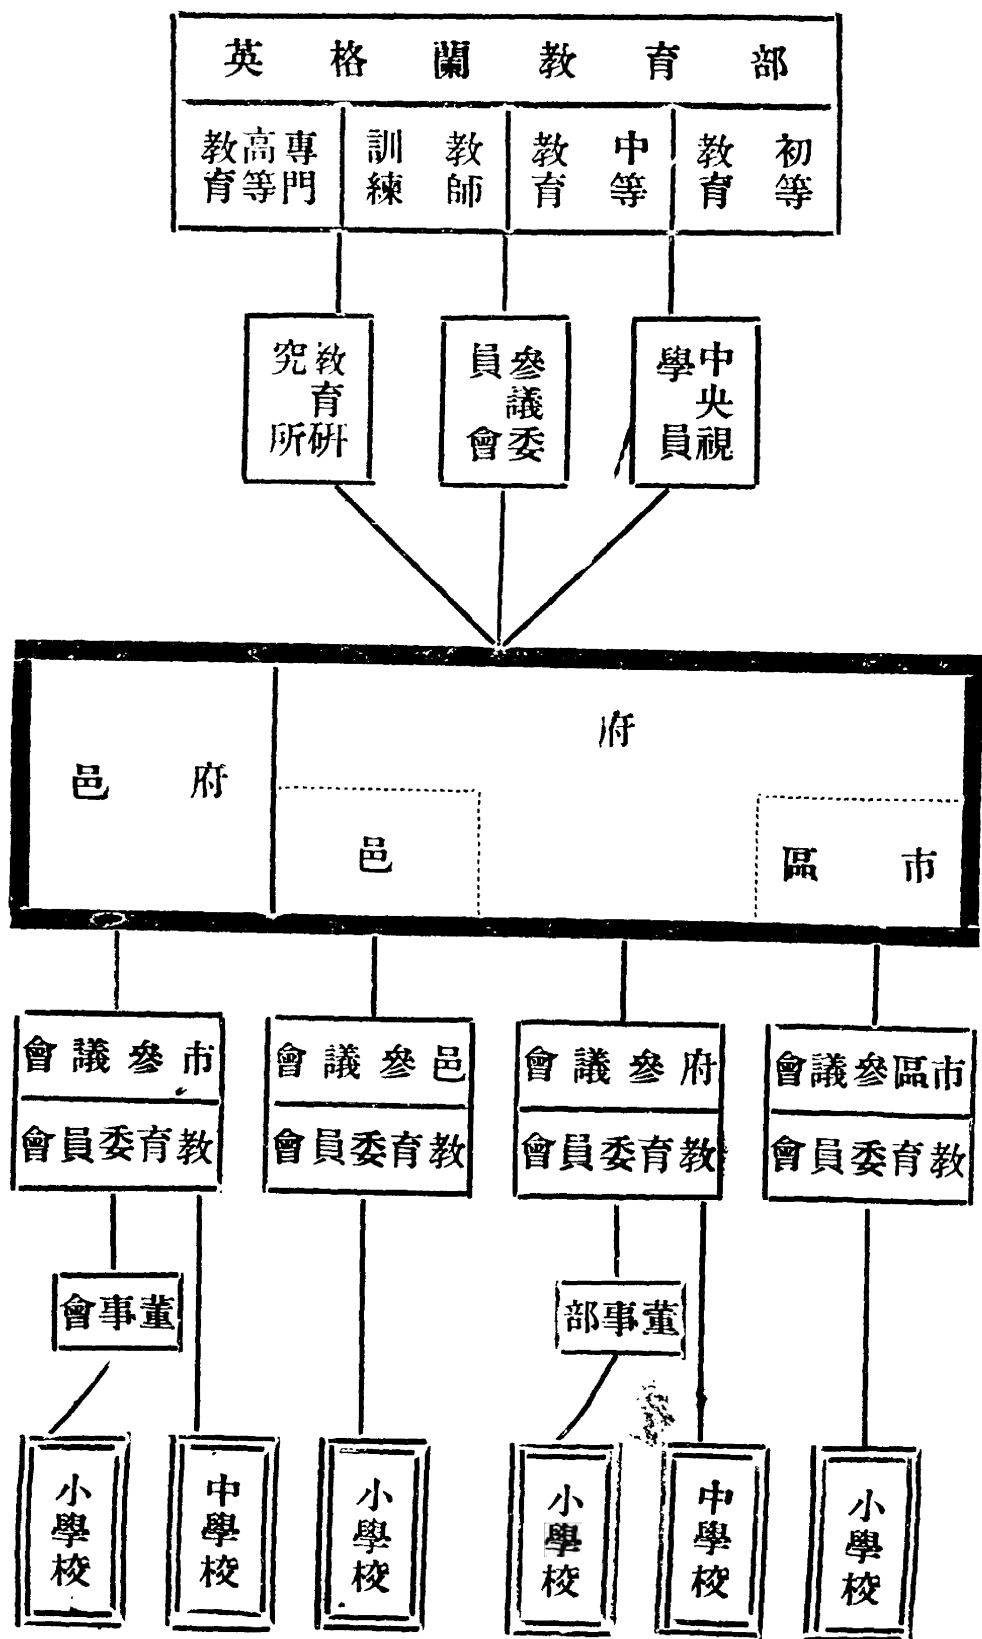 英格蘭教育部
初等教育
中等教育
教師訓練
專門高等教育
中央視學員
參議委員會
教育研究所
府
府邑
邑
市區
市區參議會
教育委員會
府參議會
教育委員會
邑參議會
教育委員會
市參議會
教育委員會
董事部
董事會
小學校
中學校
小學校
小學校
中學校
小學校